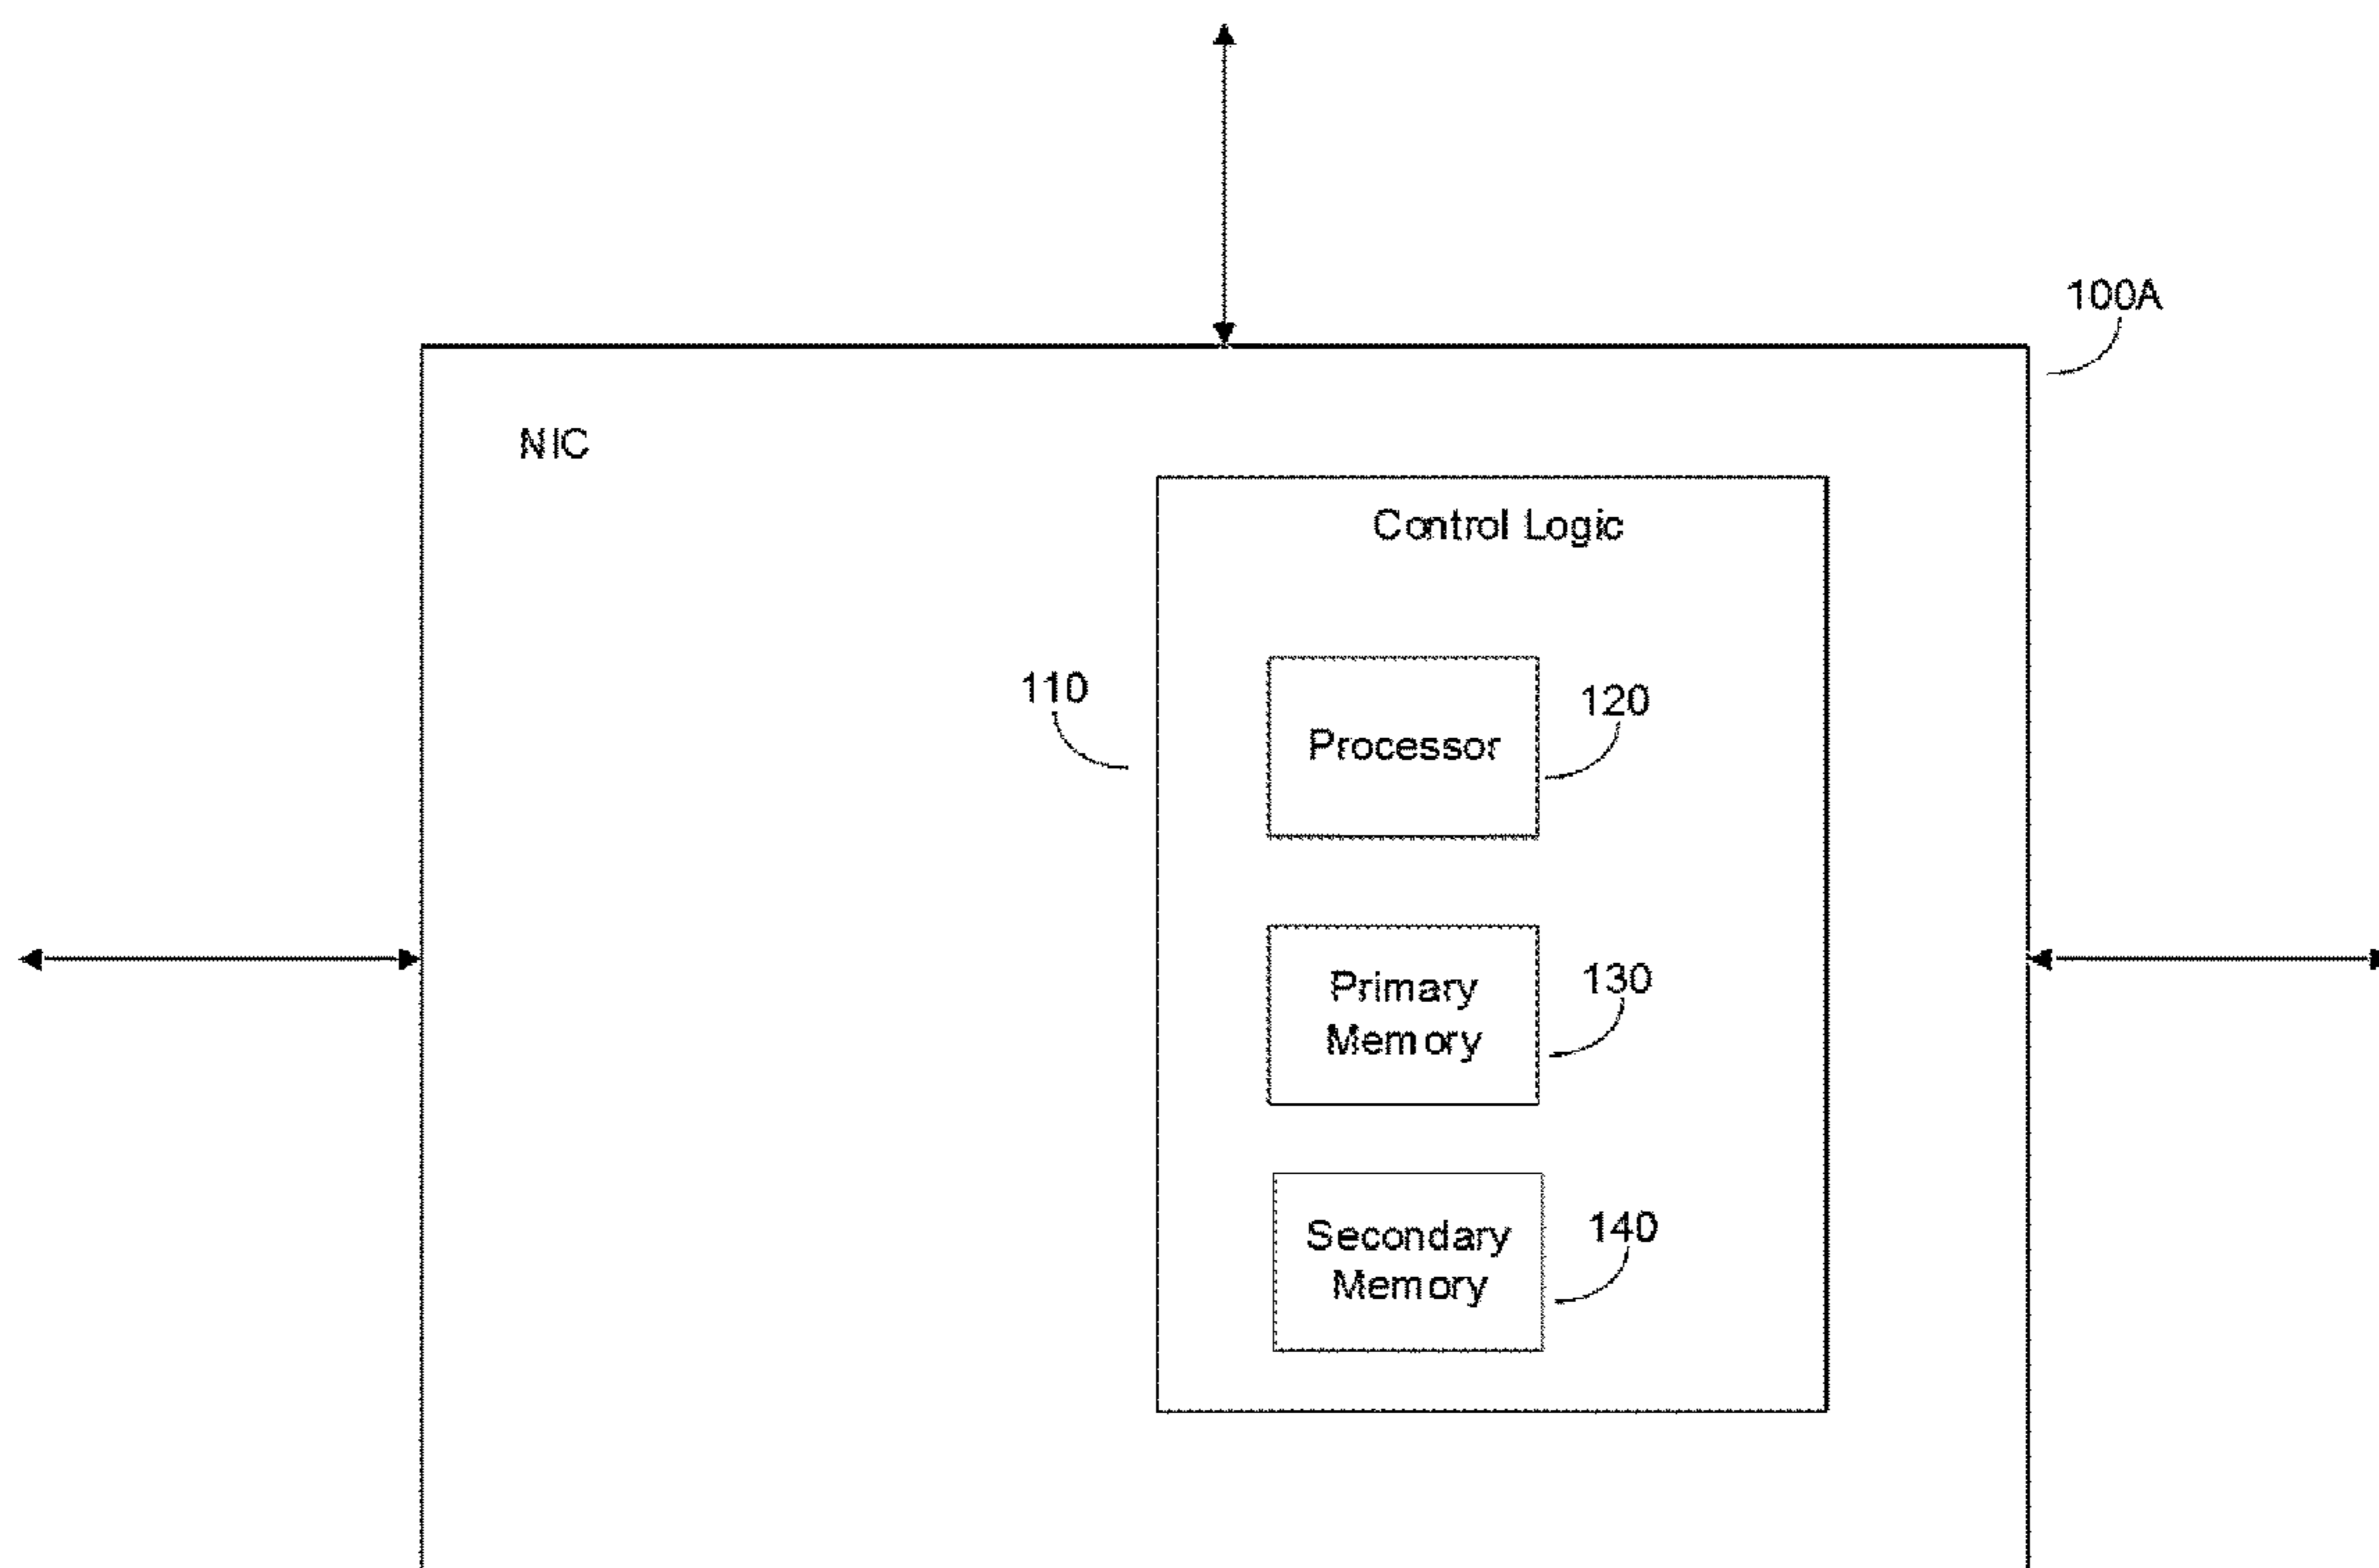 100A
NIC
Control Logic
110
120
Processor
130
Primary
Memory
140
Secondary
Memory